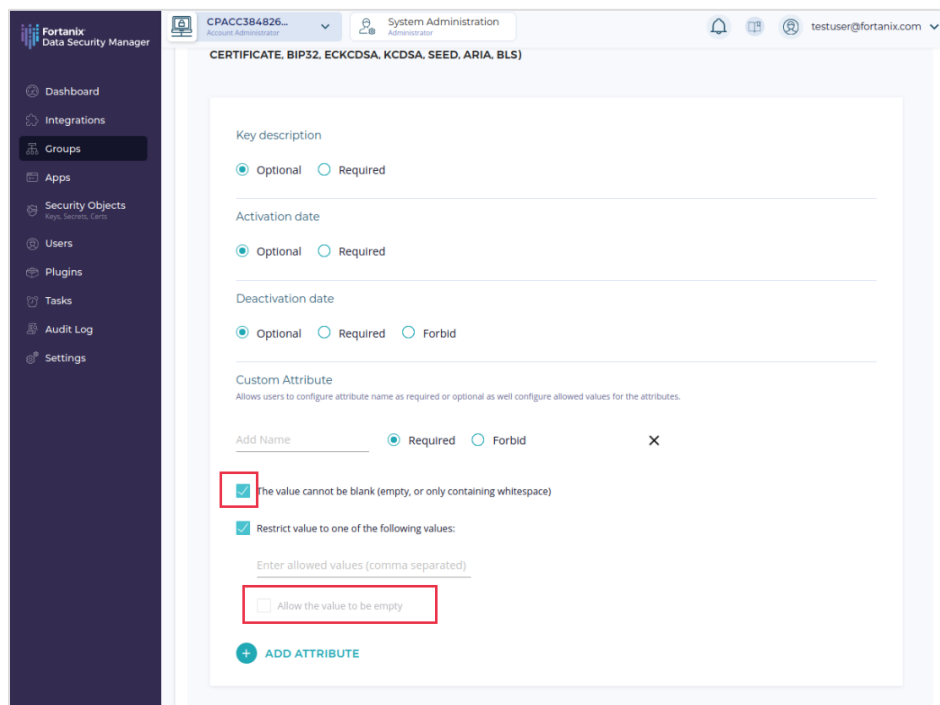 Fortanix
Data Security Manager
CPACC384826...
Account Administrator
System Administration
Administrator
testuser@fortanix.com
Dashboard
Integrations
Groups
Apps
Security Objects
Keys, Secrets, Certs
Users
Plugins
Tasks
Audit Log
Settings
CERTIFICATE, BIP32, ECKCDSA, KCDSA, SEED, ARIA, BLS)
Key description
Optional Required
Activation date
Optional Required
Deactivation date
Optional Required Forbid
Custom Attribute
Allows users to configure attribute name as required or optional as well configure allowed values for the attributes.
Add Name Required Forbid
The value cannot be blank (empty, or only containing whitespace)
Restrict value to one of the following values:
Enter allowed values (comma separated)
Allow the value to be empty
ADD ATTRIBUTE